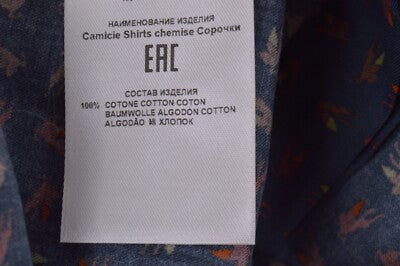 НАИМЕНОВАНИЕ ИЗДЕЛИЯ
Camicie Shirts chemise Сорочки
EAC
СОСТАВ ИЗДЕЛИЯ
100% COTONE COTTON COTON
BAUMWOLLE ALGODON COTTON
ALGODÃO 棉 ХЛОПОК